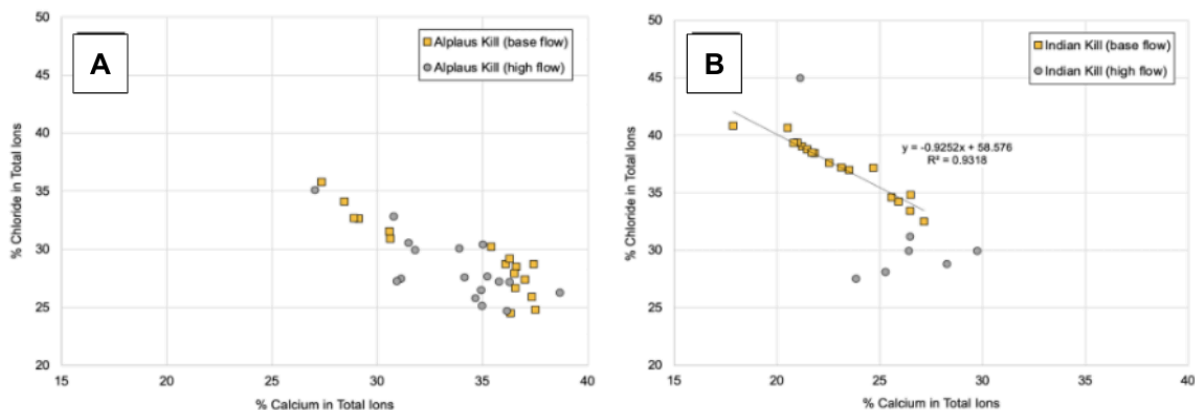 50
45
40
35
30
25
20
% Chloride in Total Ions
A
Alplaus Kill (base flow)
Alplaus Kill (high flow)
15 20 25 30 35 40
% Calcium in Total Ions
50
45
40
35
30
25
20
% Chloride in Total Ions
B
Indian Kill (base flow)
Indian Kill (high flow)
y = -0.9252x + 58.576
R² = 0.9318
15 20 25 30 35 40
% Calcium in Total Ions